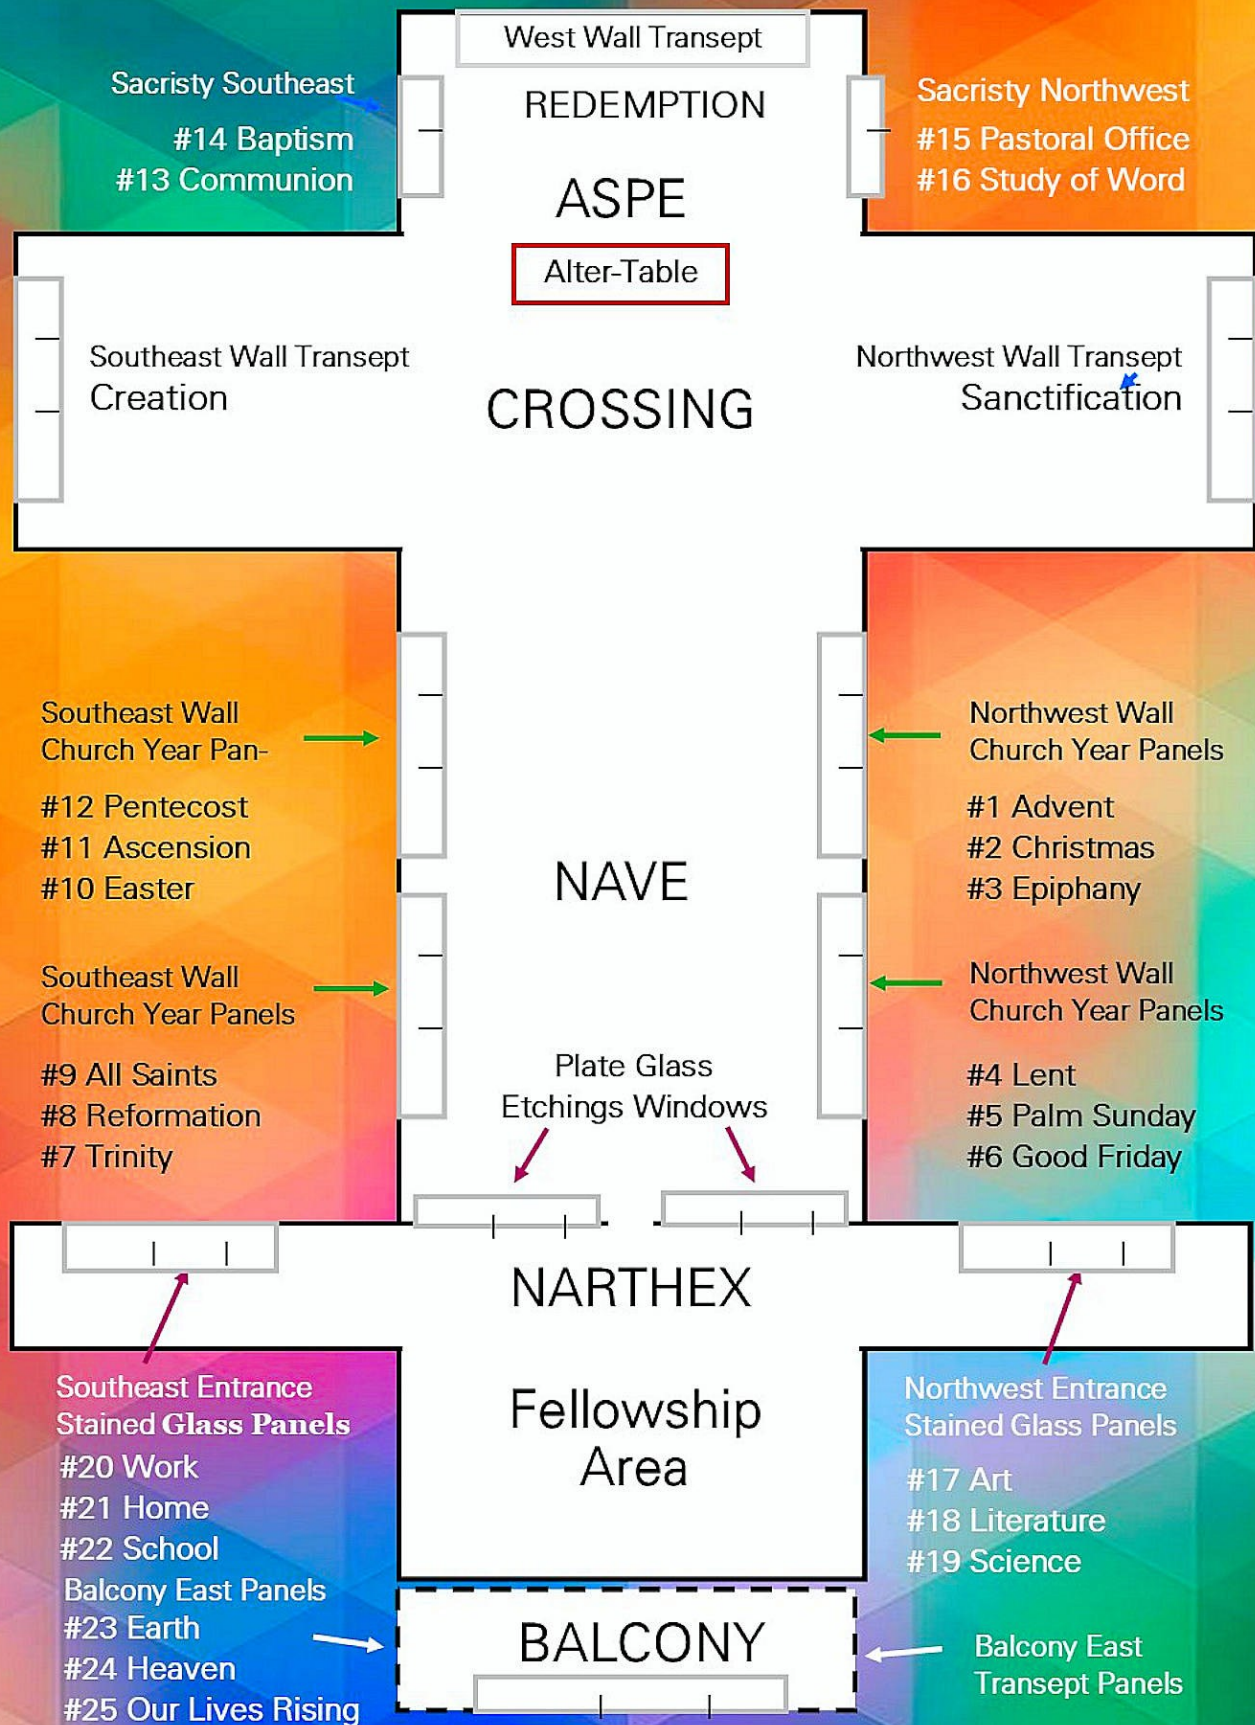 West Wall Transept
REDEMPTION
ASPE
Alter-Table
Sacristy Southeast
#14 Baptism
#13 Communion
Sacristy Northwest
#15 Pastoral Office
#16 Study of Word
Southeast Wall Transept
Creation
CROSSING
Northwest Wall Transept
Sanctification
Southeast Wall
Church Year Pan-
#12 Pentecost
#11 Ascension
#10 Easter
Northwest Wall
Church Year Panels
#1 Advent
#2 Christmas
#3 Epiphany
NAVE
Southeast Wall
Church Year Panels
#9 All Saints
#8 Reformation
#7 Trinity
Northwest Wall
Church Year Panels
#4 Lent
#5 Palm Sunday
#6 Good Friday
Plate Glass
Etchings Windows
NARTHEX
Fellowship
Area
Southeast Entrance
Stained Glass Panels
#20 Work
#21 Home
#22 School
Balcony East Panels
#23 Earth
#24 Heaven
#25 Our Lives Rising
Northwest Entrance
Stained Glass Panels
#17 Art
#18 Literature
#19 Science
BALCONY
Balcony East
Transept Panels